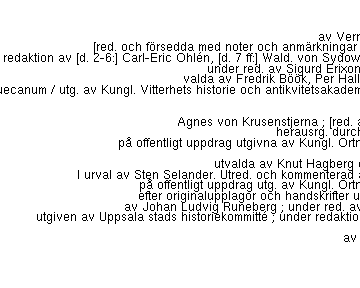 av Verr
[red. och försedda med noter och anmärkningar
redaktion av [d. 2-6:] Carl-Eric Ohlén, [d. 7 ff:] Wald. von Sydow
under red. av Sigurd Erixon
valda av Fredrik Böök, Per Hall
uecanum / utg. av Kungl. Vitterhets historie och antikvitetsakadem
Agnes von Krusenstjerna ; [red. a
herausrg. durch
på offentligt uppdrag utgivna av Kungl. Ortn
utvalda av Knut Hagberg o
I urval av Sten Selander. Utred. och kommenterad a
på offentligt uppdrag utg. av Kungl. Ortn
efter originalupplagor och handskrifter u
av Johan Ludvig Runeberg ; under red. av
utgiven av Uppsala stads historiekommitté ; under redaktio
av